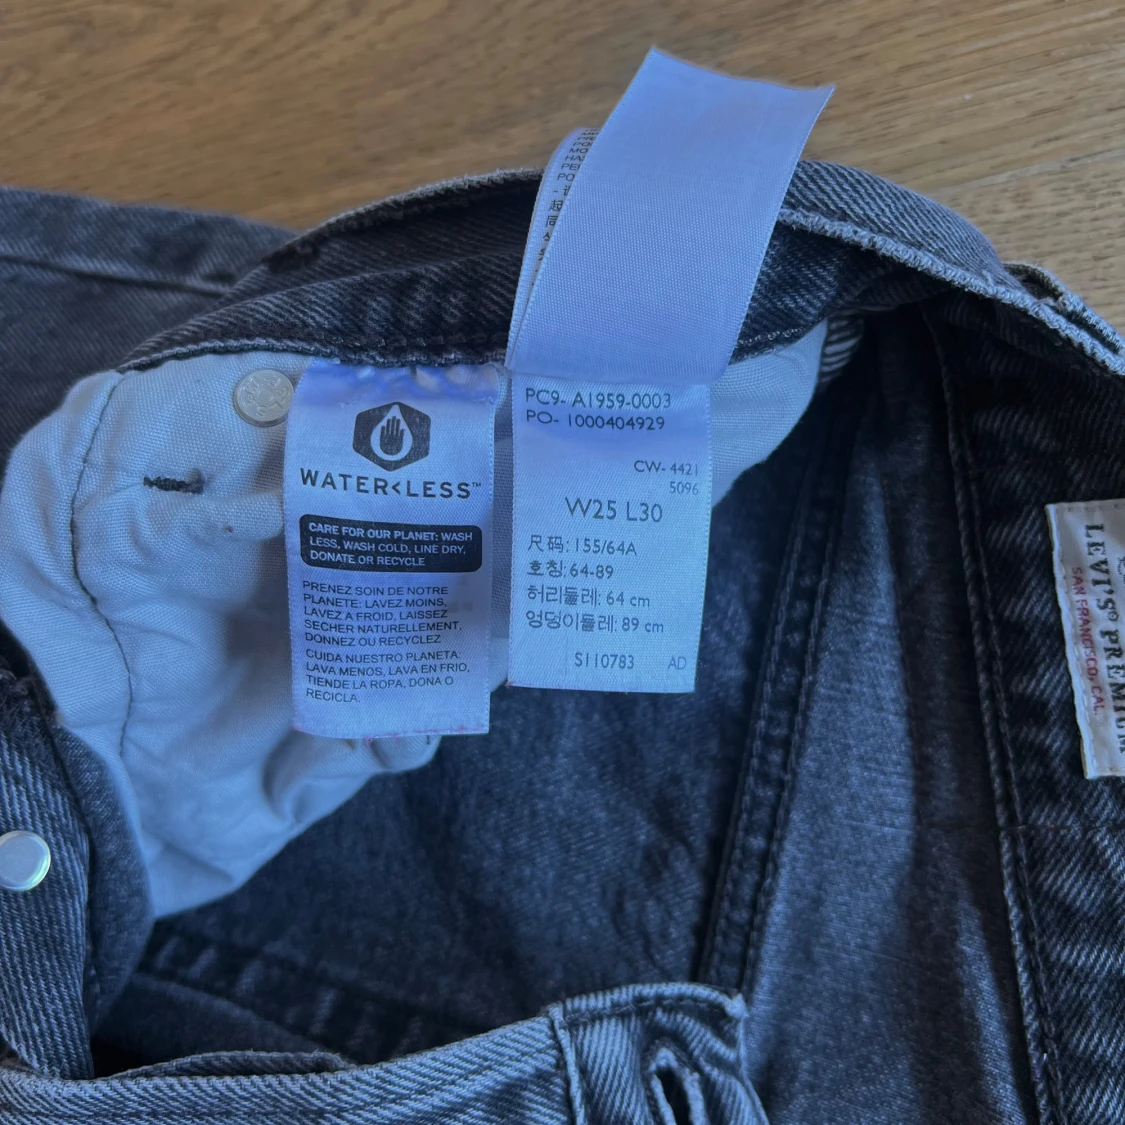 WATER<LESS™
CARE FOR OUR PLANET: WASH
LESS, WASH COLD, LINE DRY,
DONATE OR RECYCLE
PRENEZ SOIN DE NOTRE
PLANETE: LAVEZ MOINS,
LAVEZ A FROID, LAISSEZ
SECHER NATURELLEMENT,
DONNEZ OU RECYCLEZ
CUIDA NUESTRO PLANETA:
LAVA MENOS, LAVA EN FRIO,
TIENDE LA ROPA, DONA O
RECICLA.
PC9- A1959-0003
PO- 1000404929
CW- 4421
5096
W25 L30
尺码: 155/64A
호칭: 64-89
허리둘레: 64 cm
엉덩이둘레: 89 cm
S110783 AD
LEVI'S® PREMIUM
SAN FRANCISCO, CAL.